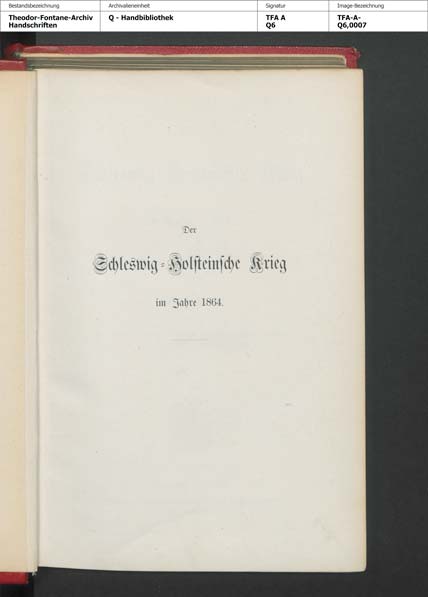 Bestandsbezeichnung Archivalieneinheit Signatur Image-Bezeichnung
Theodor-Fontane-Archiv Q - Handbibliothek TFA A TFA-A-
Handschriften Q6 Q6,0007
Der
Schleswig-Holsteinsche Krieg
im Jahre 1864.